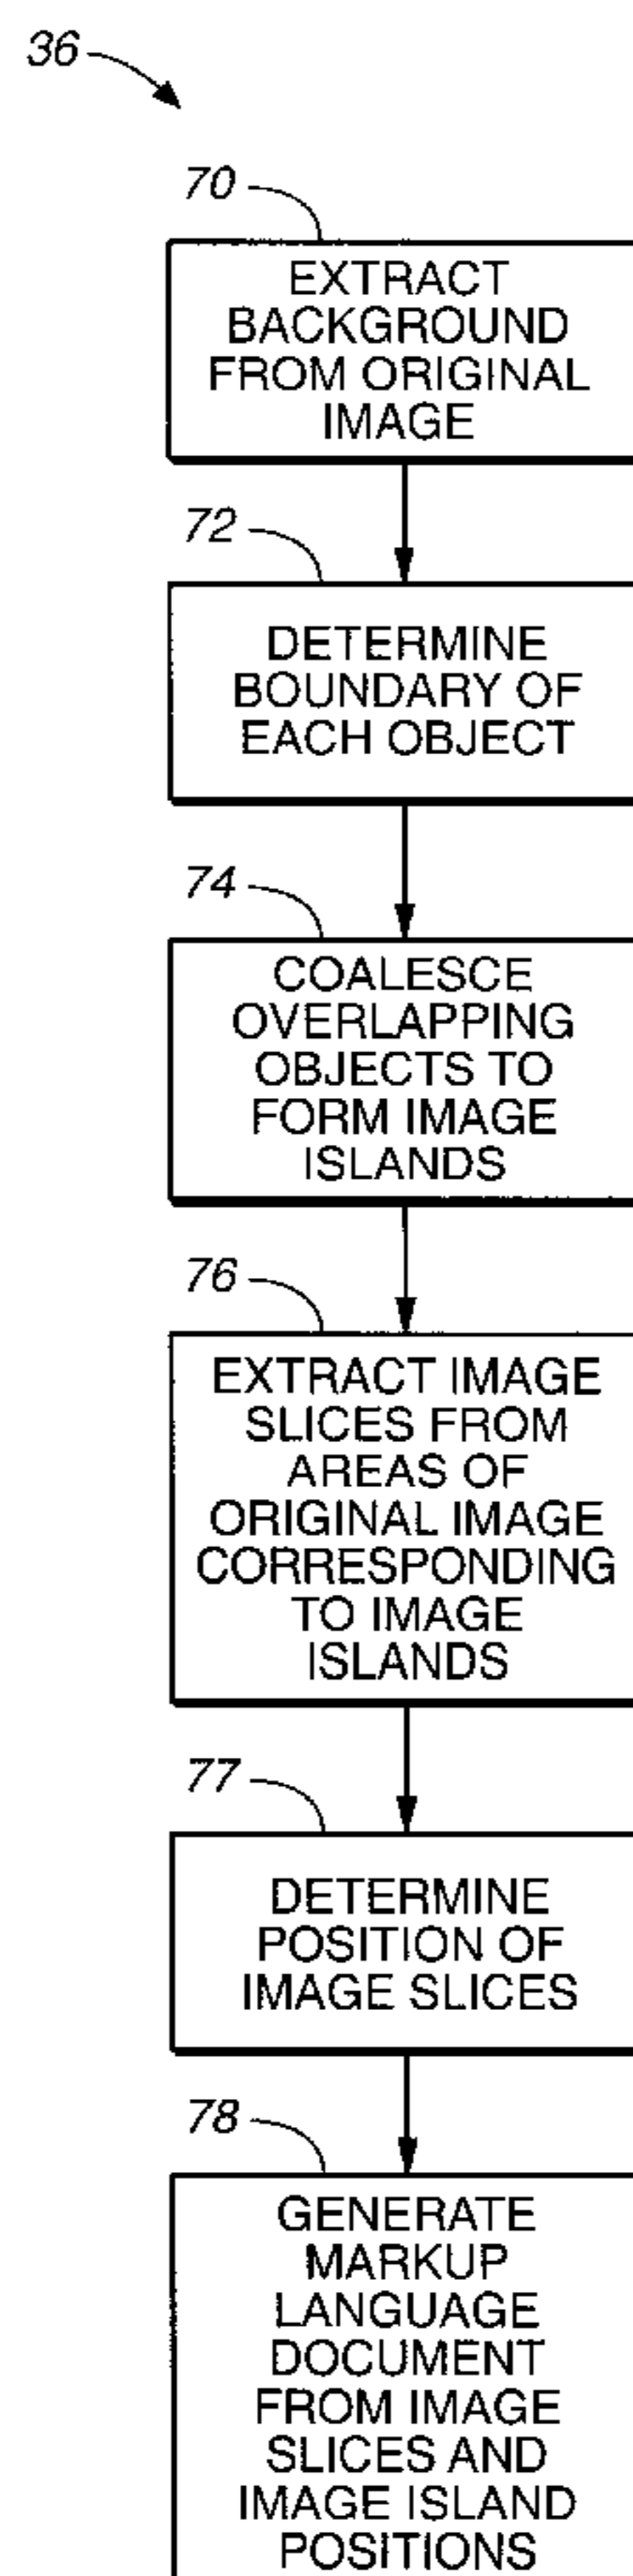 36
70
EXTRACT
BACKGROUND
FROM ORIGINAL
IMAGE
72
DETERMINE
BOUNDARY OF
EACH OBJECT
74
COALESCE
OVERLAPPING
OBJECTS TO
FORM IMAGE
ISLANDS
76
EXTRACT IMAGE
SLICES FROM
AREAS OF
ORIGINAL IMAGE
CORRESPONDING
TO IMAGE
ISLANDS
77
DETERMINE
POSITION OF
IMAGE SLICES
78
GENERATE
MARKUP
LANGUAGE
DOCUMENT
FROM IMAGE
SLICES AND
IMAGE ISLAND
POSITIONS